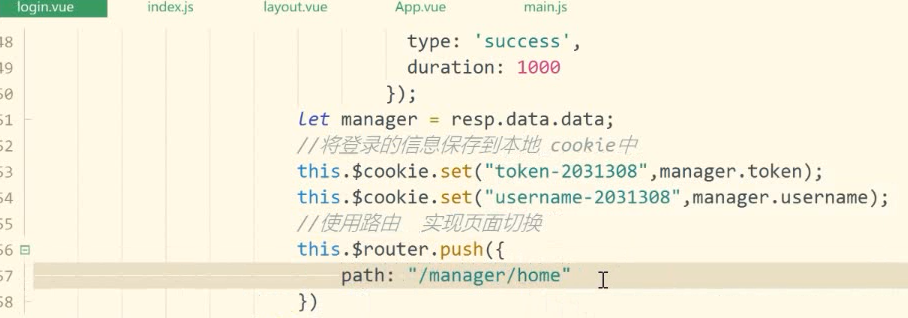 login.vue index.js layout.vue App.vue main.js
48 type: 'success',
49 duration: 1000
50 });
51 let manager = resp.data.data;
52 //将登录的信息保存到本地 cookie中
53 this.$cookie.set("token-2031308",manager.token);
54 this.$cookie.set("username-2031308",manager.username);
55 //使用路由 实现页面切换
56 this.$router.push({
57 path: "/manager/home"
58 })